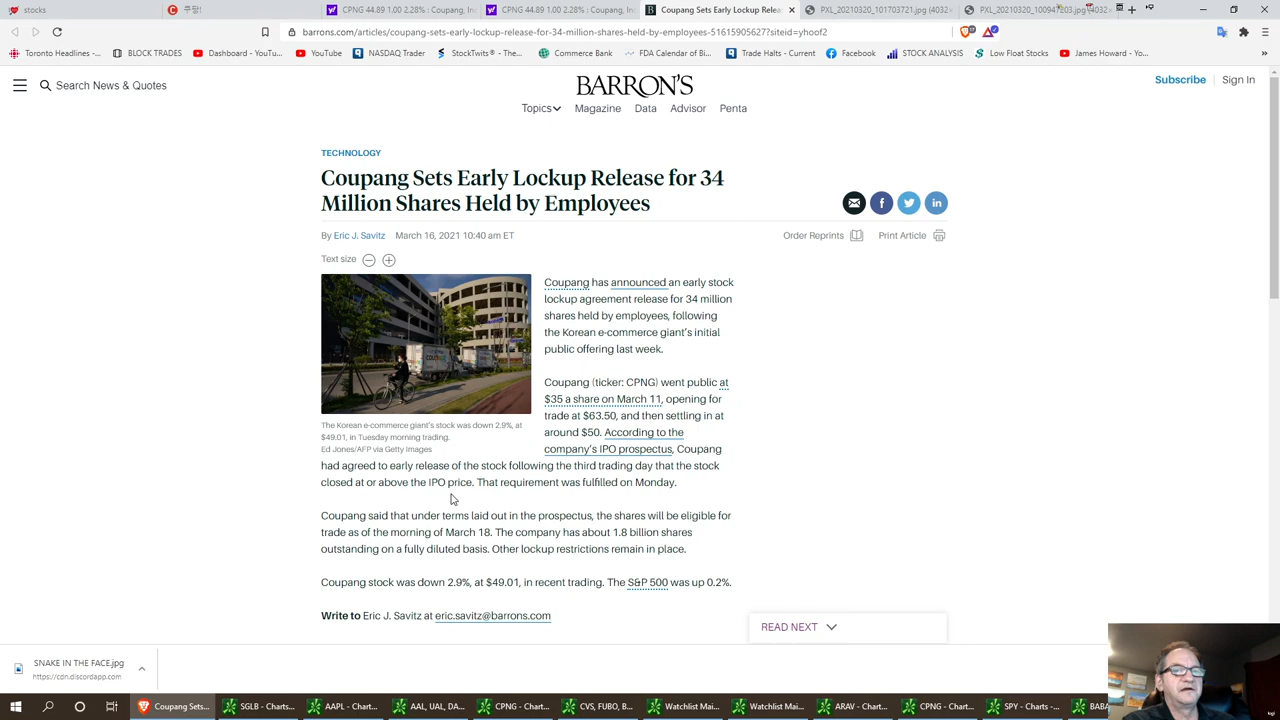 stocks
쿠팡!
CPNG 44.89 1.00 2.28% : Coupang, In
CPNG 44.89 1.00 2.28% : Coupang, In
Coupang Sets Early Lockup Relea
PXL_20210320_101703721.jpg (4032×
PXL_20210320_100947203.jpg (4032×
barrons.com/articles/coupang-sets-early-lockup-release-for-34-million-shares-held-by-employees-51615905627?siteid=yhoof2
Toronto Headlines -...
BLOCK TRADES
Dashboard - YouTu...
YouTube
NASDAQ Trader
StockTwits® - The...
Commerce Bank
FDA Calendar of Bi...
Trade Halts - Current
Facebook
STOCK ANALYSIS
Low Float Stocks
James Howard - Yo...
Search News & Quotes
BARRON'S
Subscribe
Sign In
Topics
Magazine
Data
Advisor
Penta
TECHNOLOGY
Coupang Sets Early Lockup Release for 34
Million Shares Held by Employees
By Eric J. Savitz March 16, 2021 10:40 am ET
Order Reprints
Print Article
Text size
Coupang has announced an early stock
lockup agreement release for 34 million
shares held by employees, following
the Korean e-commerce giant's initial
public offering last week.
Coupang (ticker: CPNG) went public at
$35 a share on March 11, opening for
trade at $63.50, and then settling in at
around $50. According to the
company's IPO prospectus, Coupang
had agreed to early release of the stock following the third trading day that the stock
closed at or above the IPO price. That requirement was fulfilled on Monday.
The Korean e-commerce giant's stock was down 2.9%, at
$49.01, in Tuesday morning trading.
Ed Jones/AFP via Getty Images
Coupang said that under terms laid out in the prospectus, the shares will be eligible for
trade as of the morning of March 18. The company has about 1.8 billion shares
outstanding on a fully diluted basis. Other lockup restrictions remain in place.
Coupang stock was down 2.9%, at $49.01, in recent trading. The S&P 500 was up 0.2%.
Write to Eric J. Savitz at eric.savitz@barrons.com
READ NEXT
SNAKE IN THE FACE.jpg
https://cdn.discordapp.com
Coupang Sets...
SGLB - Charts...
AAPL - Chart...
AAL, UAL, DA...
CPNG - Chart...
CVS, FUBO, B...
Watchlist Mai...
Watchlist Mai...
ARAV - Chart...
CPNG - Chart...
SPY - Charts -...
BABA